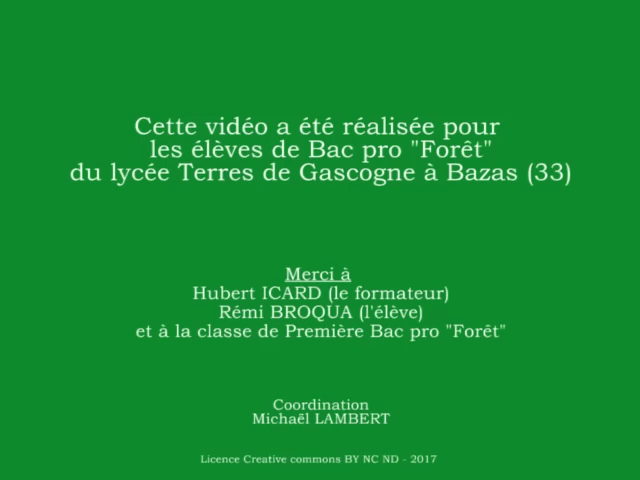 Cette vidéo a été réalisée pour
les élèves de Bac pro "Forêt"
du lycée Terres de Gascogne à Bazas (33)
Merci à
Hubert ICARD (le formateur)
Rémi BROQUA (l'élève)
et à la classe de Première Bac pro "Forêt"
Coordination
Michaël LAMBERT
Licence Creative commons BY NC ND - 2017